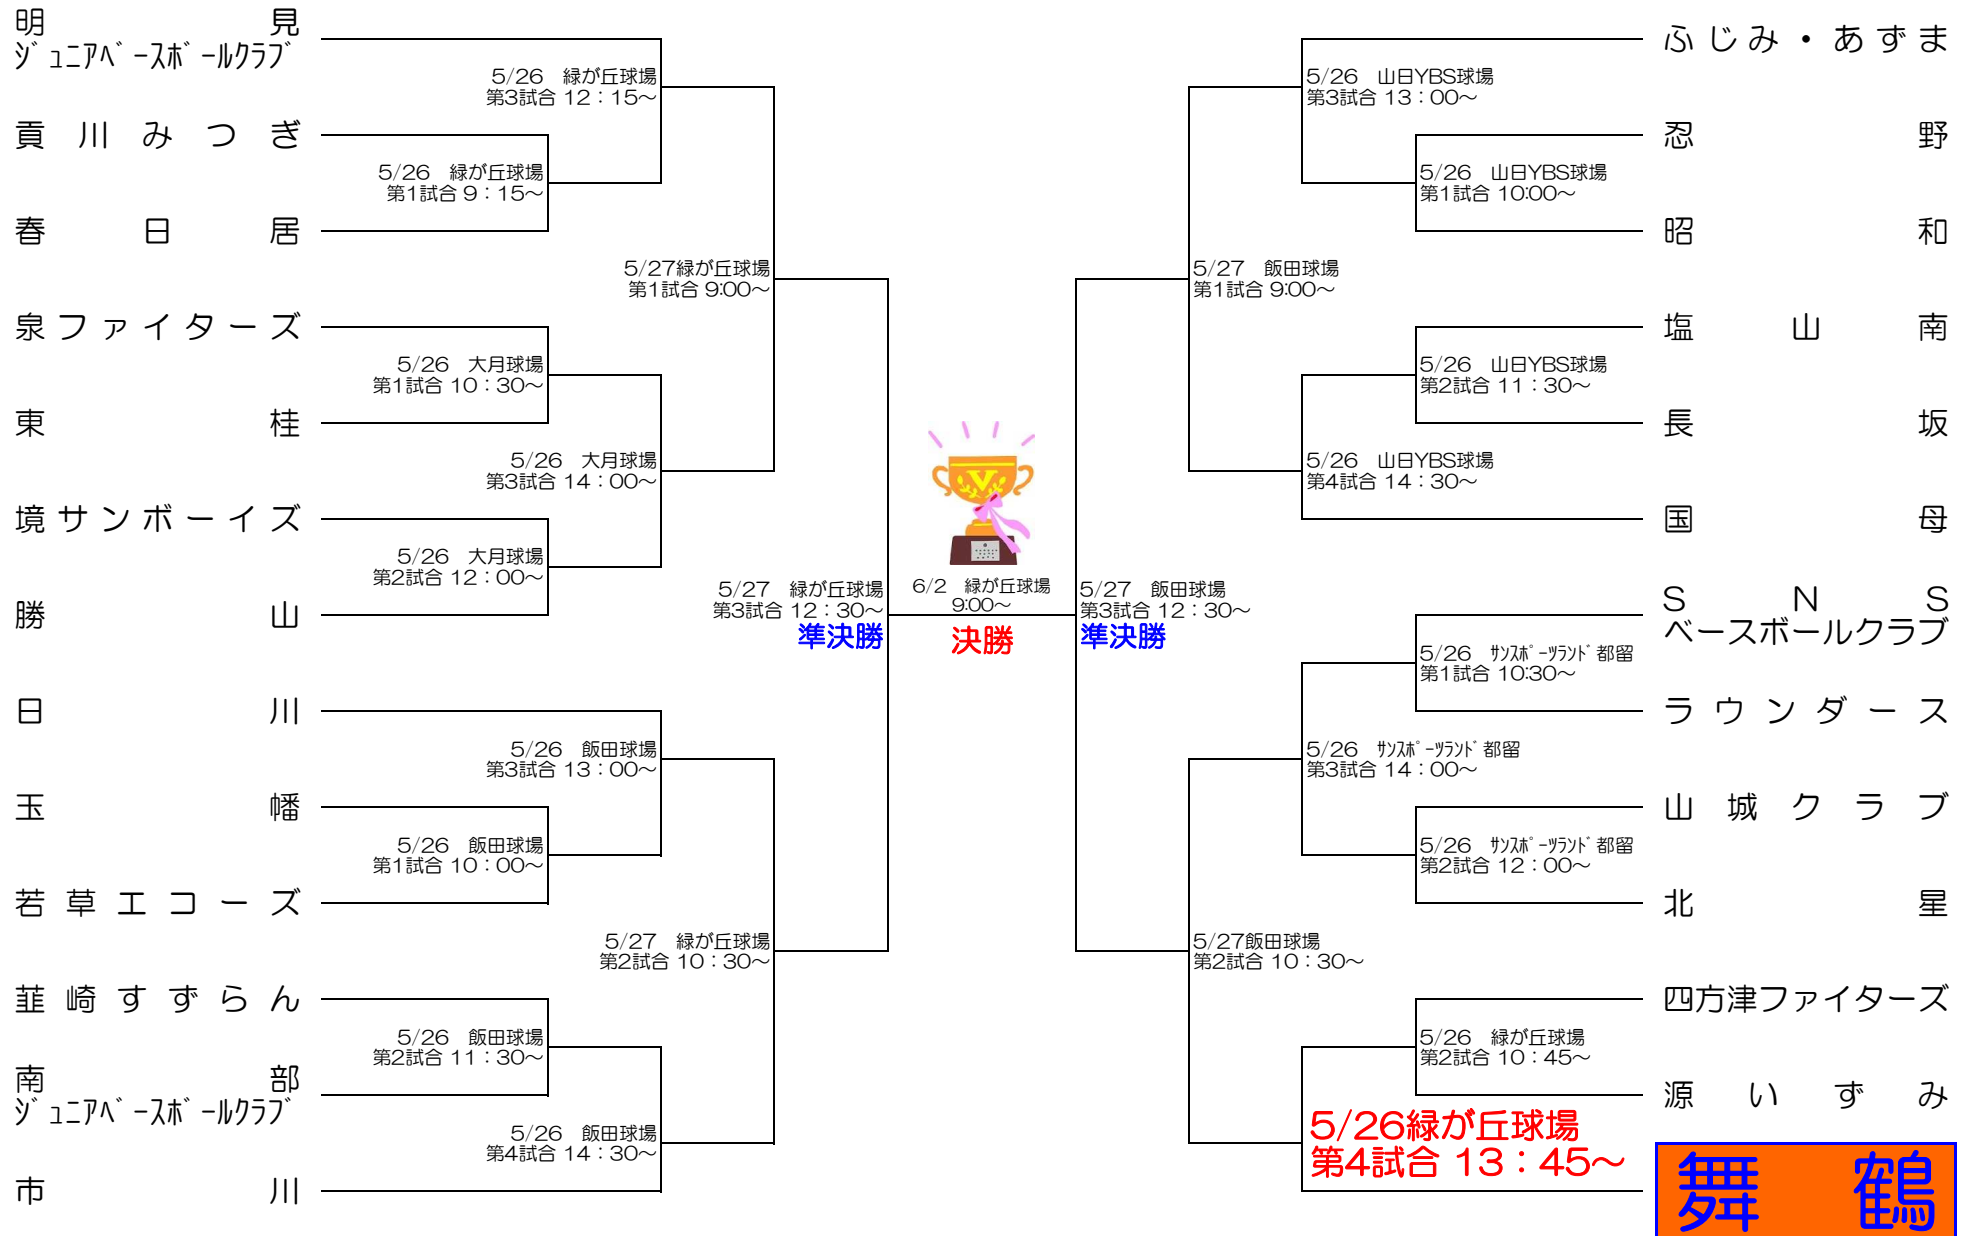 明見
ｼﾞｭﾆｱﾍﾞｰｽﾎﾞｰﾙｸﾗﾌﾞ
5/26　緑が丘球場
第3試合 12：15～
貢川みつぎ
5/26　緑が丘球場
第1試合 9：15～
春日居
5/27緑が丘球場
第1試合 9:00～
泉ファイターズ
5/26　大月球場
第1試合 10：30～
東桂
5/26　大月球場
第3試合 14：00～
境サンボーイズ
5/26　大月球場
第2試合 12：00～
勝山
5/27　緑が丘球場
第3試合 12：30～
準決勝
日川
5/26　飯田球場
第3試合 13：00～
玉幡
5/26　飯田球場
第1試合 10：00～
若草エコーズ
5/27　緑が丘球場
第2試合 10：30～
韮崎すずらん
5/26　飯田球場
第2試合 11：30～
南部
ｼﾞｭﾆｱﾍﾞｰｽﾎﾞｰﾙｸﾗﾌﾞ
5/26　飯田球場
第4試合 14：30～
市川
V
6/2　緑が丘球場
9:00～
決勝
ふじみ・あずま
5/26　山日YBS球場
第3試合 13：00～
忍野
5/26　山日YBS球場
第1試合 10:00～
昭和
5/27　飯田球場
第1試合 9:00～
塩山南
5/26　山日YBS球場
第2試合 11：30～
長坂
5/26　山日YBS球場
第4試合 14：30～
国母
5/27　飯田球場
第3試合 12：30～
準決勝
SNS
ベースボールクラブ
5/26　ｻﾝｽﾎﾟｰﾂﾗﾝﾄﾞ都留
第1試合 10:30～
ラウンダース
5/26　ｻﾝｽﾎﾟｰﾂﾗﾝﾄﾞ都留
第3試合 14：00～
山城クラブ
5/26　ｻﾝｽﾎﾟｰﾂﾗﾝﾄﾞ都留
第2試合 12：00～
北星
5/27飯田球場
第2試合 10：30～
四方津ファイターズ
5/26　緑が丘球場
第2試合 10：45～
源いずみ
5/26緑が丘球場
第4試合 13：45～
舞鶴